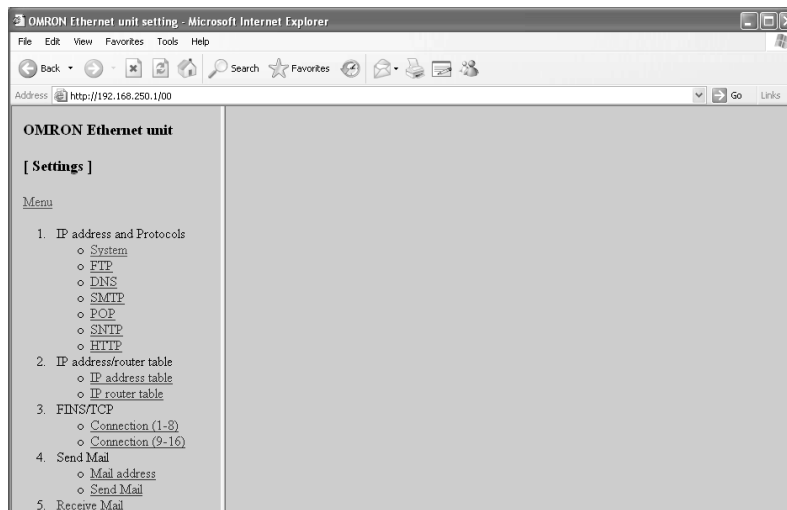 OMRON Ethernet unit setting - Microsoft Internet Explorer
File Edit View Favorites Tools Help
Back Search Favorites
Address http://192.168.250.1/00 Go Links
OMRON Ethernet unit
[ Settings ]
Menu
1. IP address and Protocols
System
FTP
DNS
SMTP
POP
SNTP
HTTP
2. IP address/router table
IP address table
IP router table
3. FINS/TCP
Connection (1-8)
Connection (9-16)
4. Send Mail
Mail address
Send Mail
5. Receive Mail